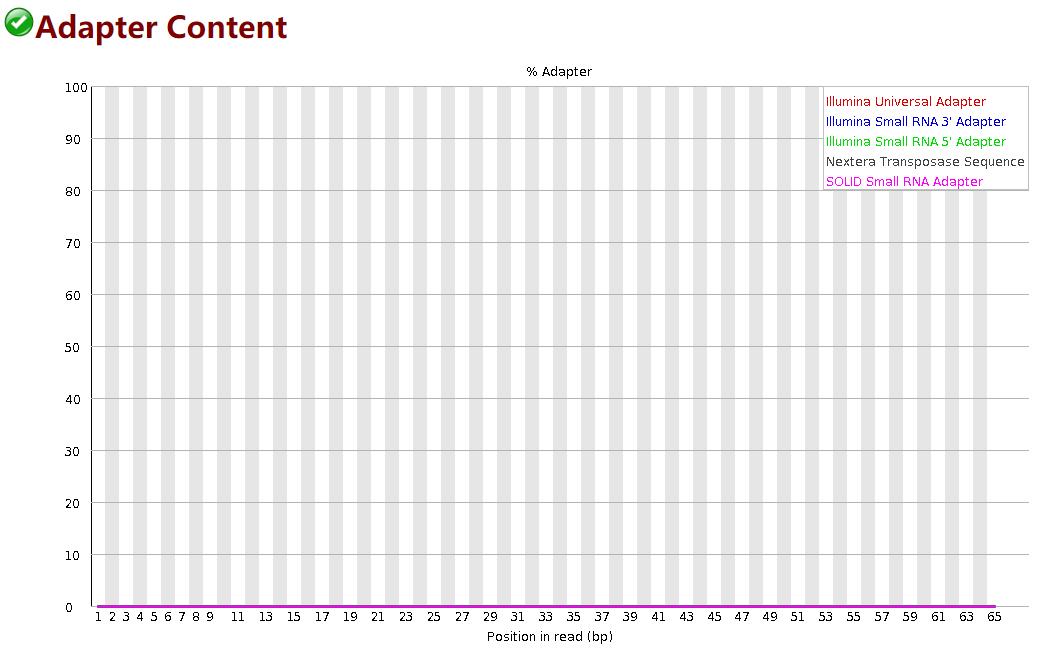 Adapter Content
% Adapter
100
90
80
70
60
50
40
30
20
10
0
Illumina Universal Adapter
Illumina Small RNA 3' Adapter
Illumina Small RNA 5' Adapter
Nextera Transposase Sequence
SOLID Small RNA Adapter
1 2 3 4 5 6 7 8 9 11 13 15 17 19 21 23 25 27 29 31 33 35 37 39 41 43 45 47 49 51 53 55 57 59 61 63 65
Position in read (bp)